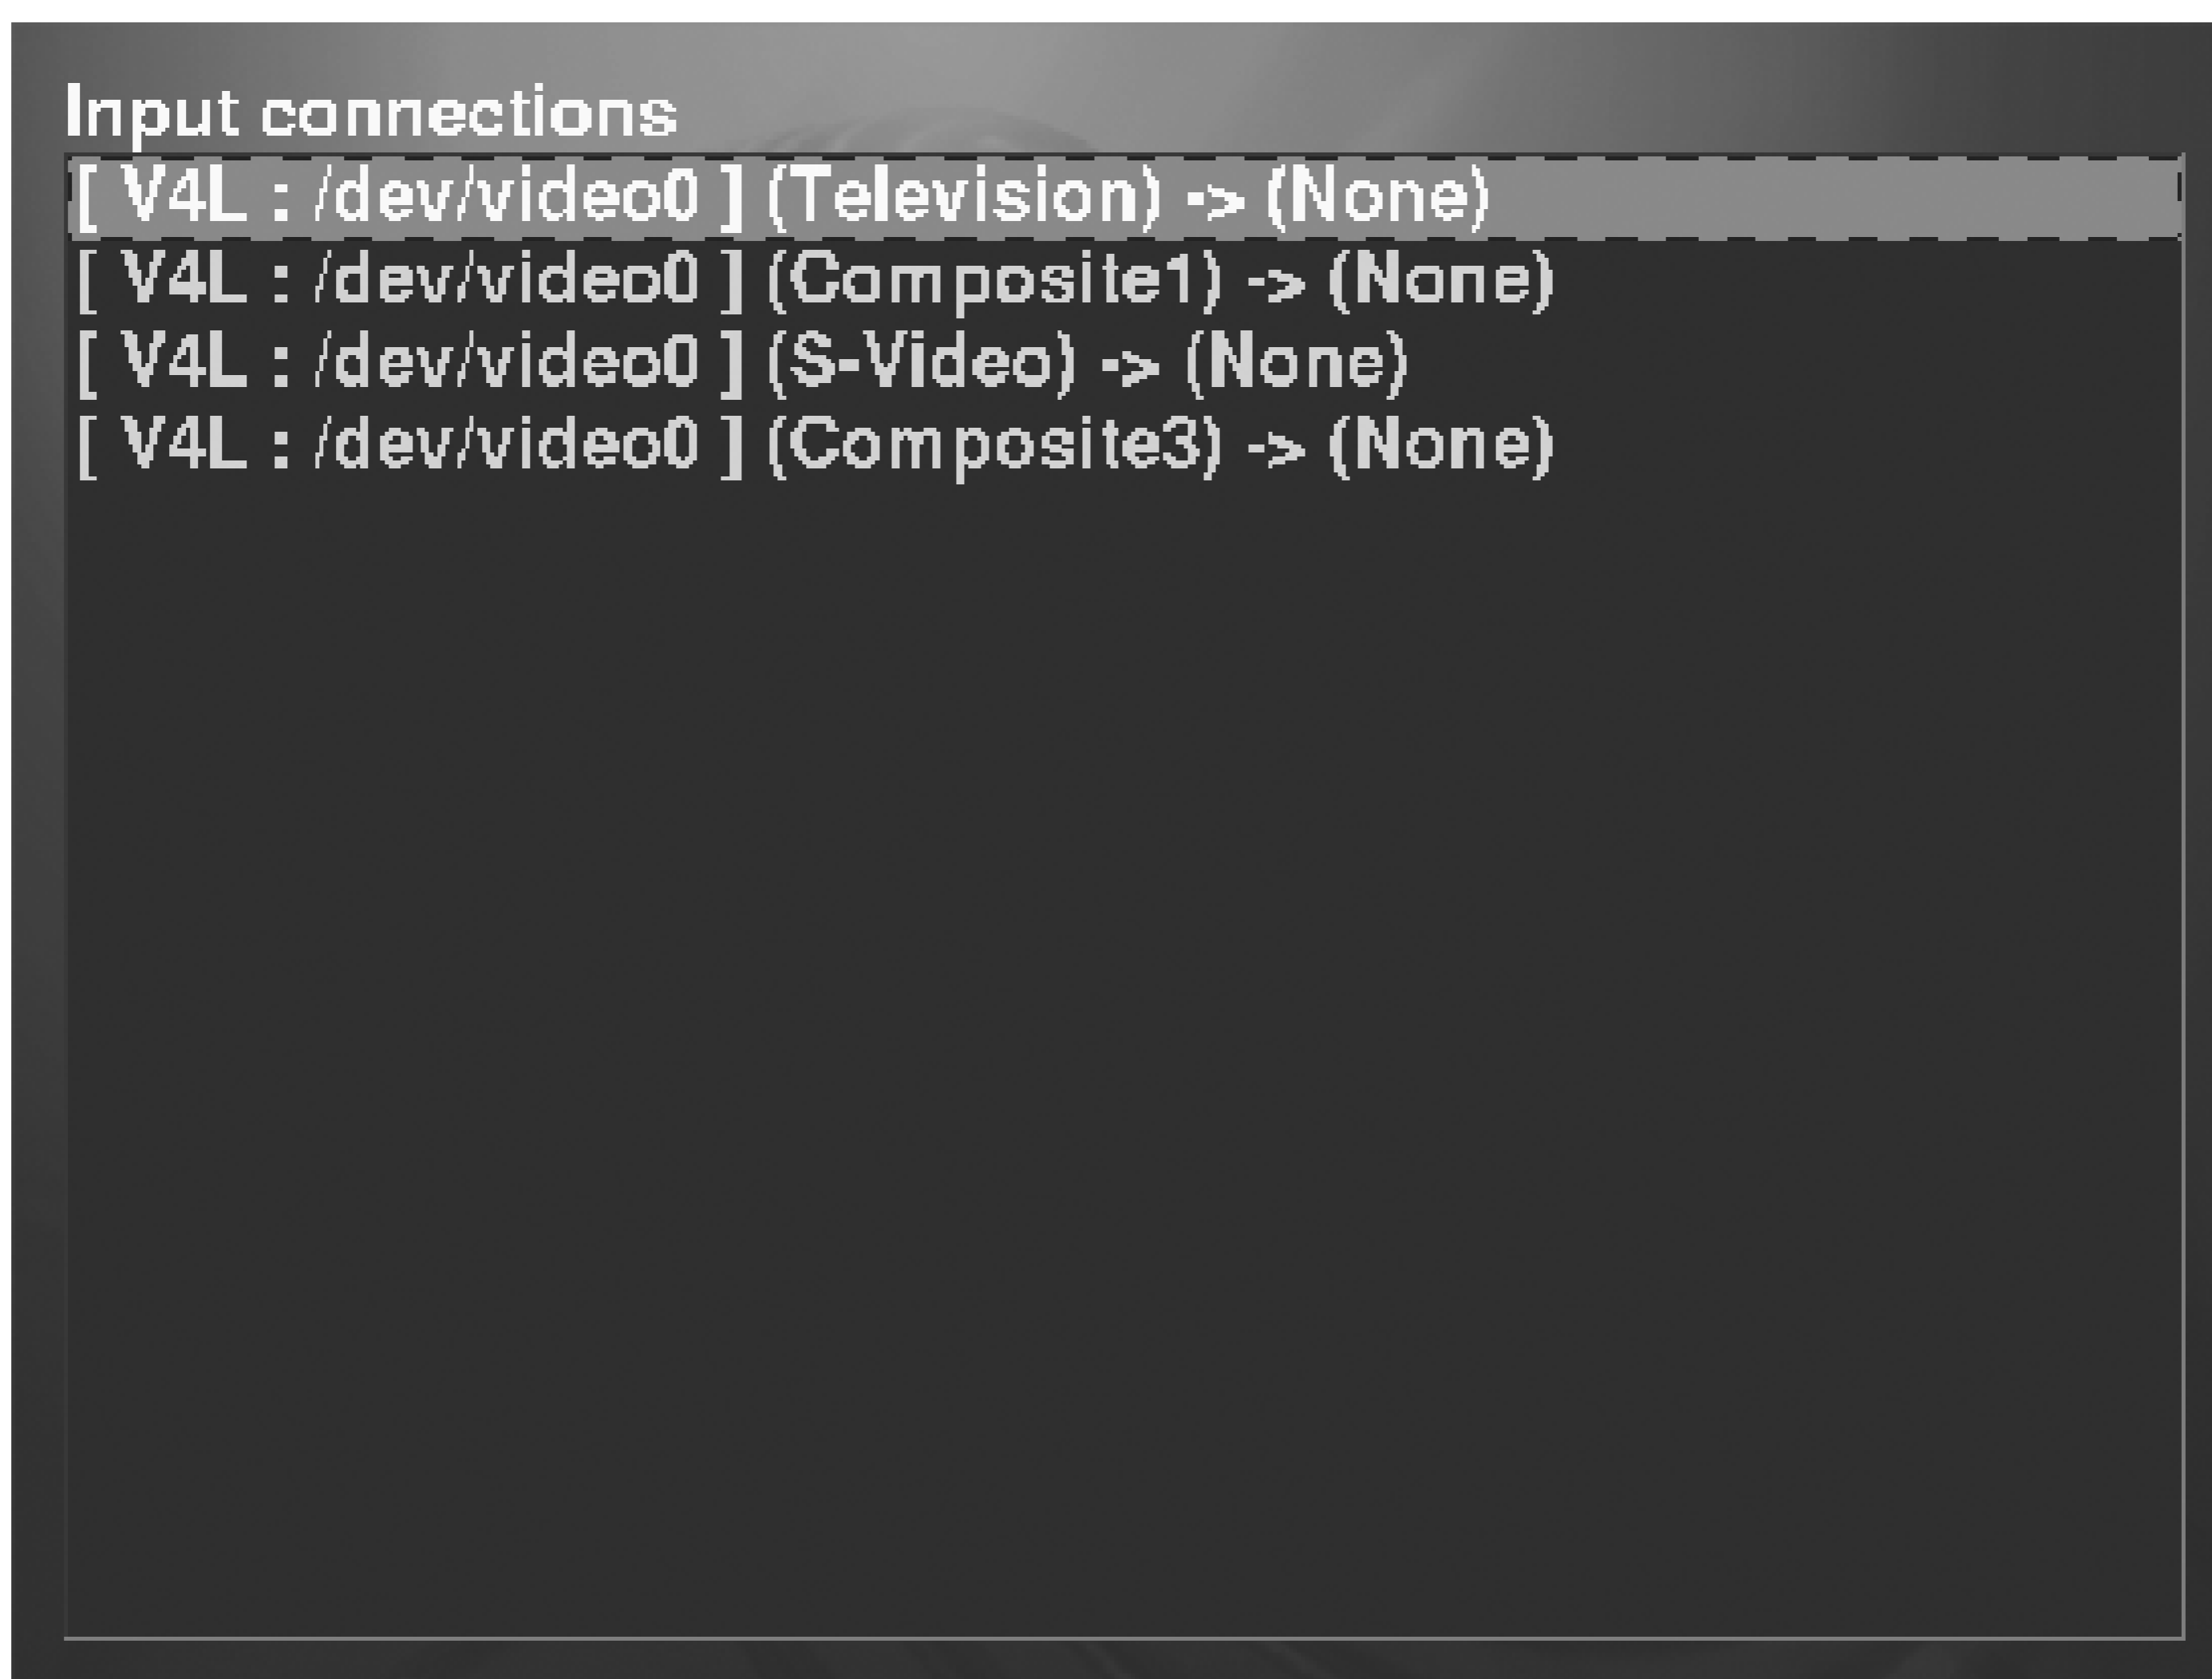 Input connections
[ V4L : /dev/video0 ] (Television) -> (None)
[ V4L : /dev/video0 ] (Composite1) -> (None)
[ V4L : /dev/video0 ] (S-Video) -> (None)
[ V4L : /dev/video0 ] (Composite3) -> (None)